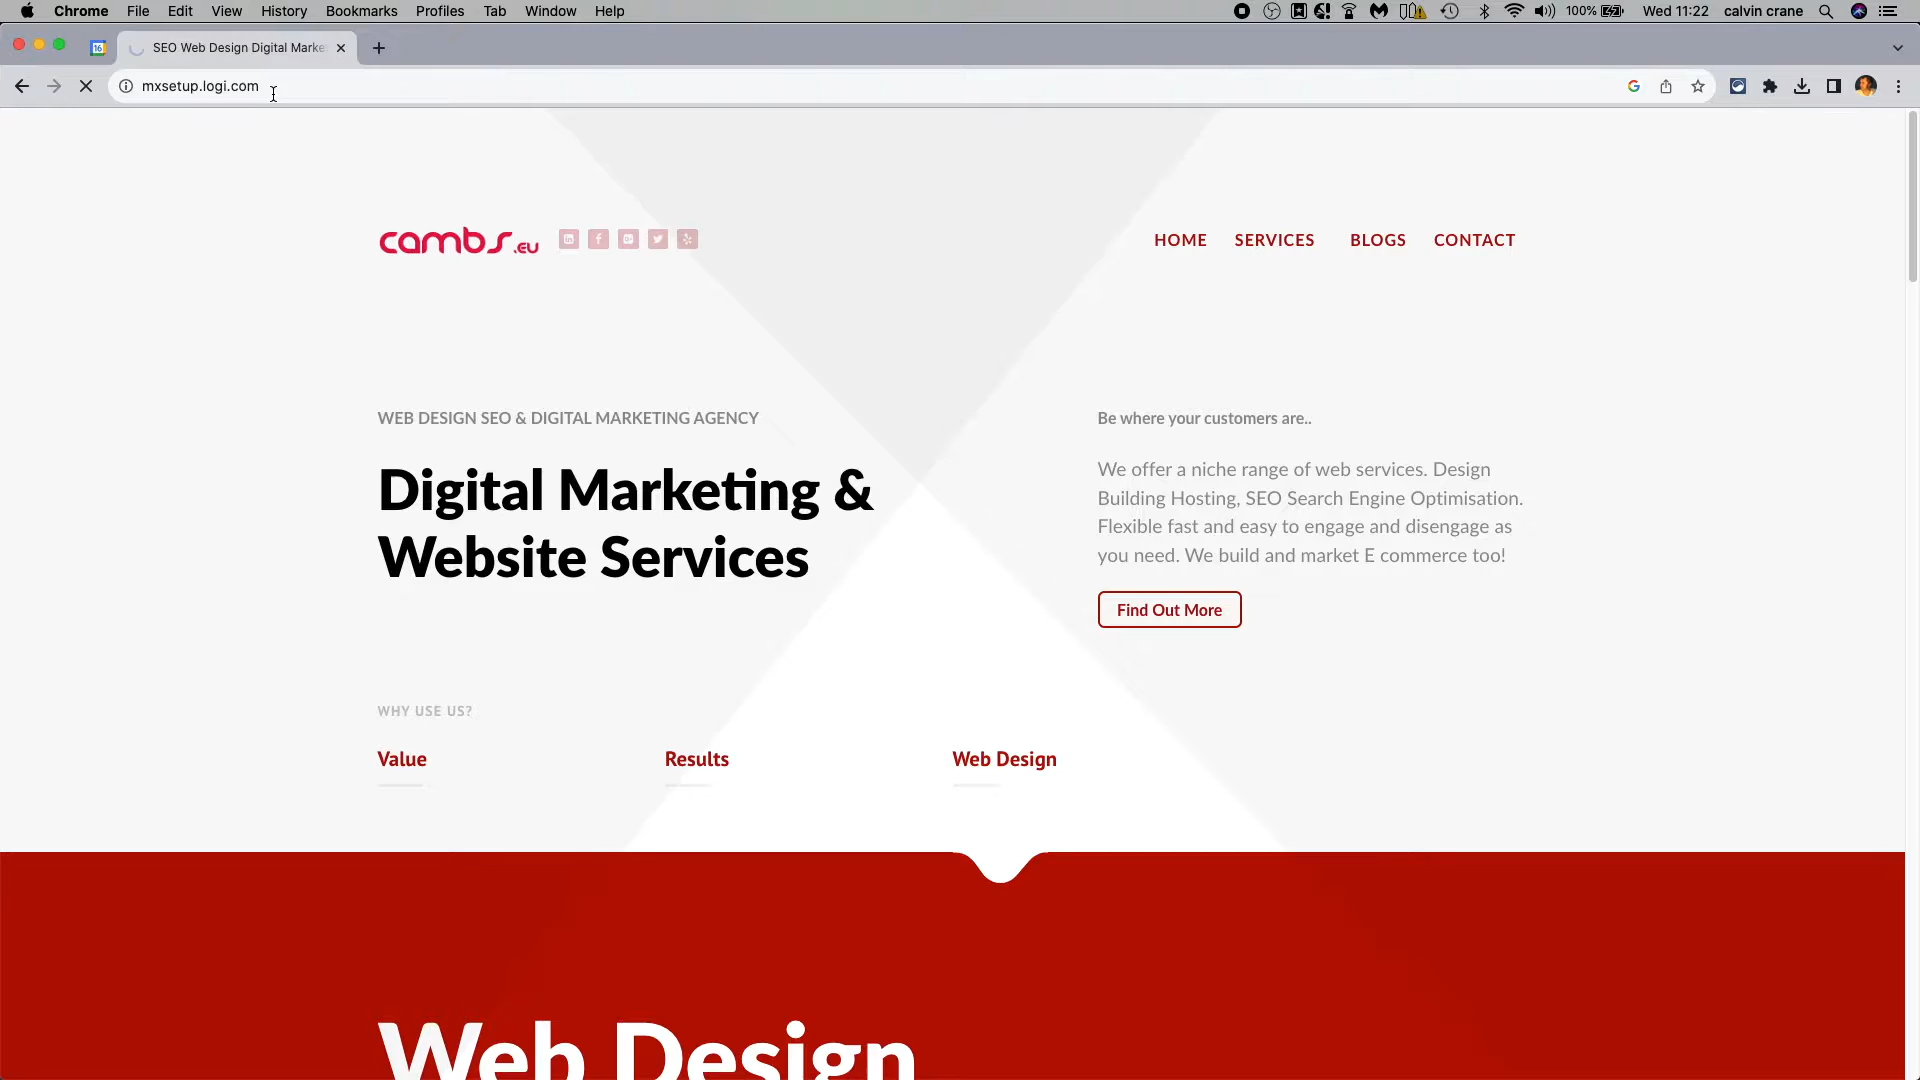 Chrome File Edit View History Bookmarks Profiles Tab Window Help 100% Wed 11:22 calvin crane
16 SEO Web Design Digital Marke
mxsetup.logi.com
cambs.eu
HOME SERVICES BLOGS CONTACT
WEB DESIGN SEO & DIGITAL MARKETING AGENCY
Digital Marketing &
Website Services
Be where your customers are..
We offer a niche range of web services. Design
Building Hosting, SEO Search Engine Optimisation.
Flexible fast and easy to engage and disengage as
you need. We build and market E commerce too!
Find Out More
WHY USE US?
Value Results Web Design
Web Design